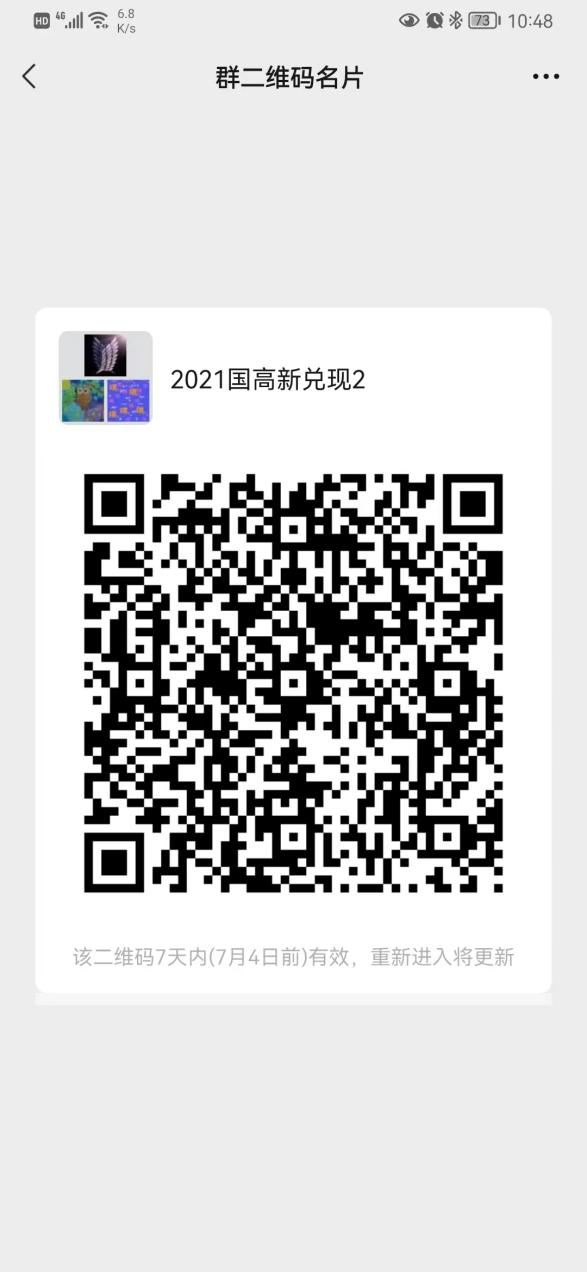 HD 4G 6.8 K/s 73 10:48
群二维码名片
2021国高新兑现2
该二维码7天内(7月4日前)有效，重新进入将更新